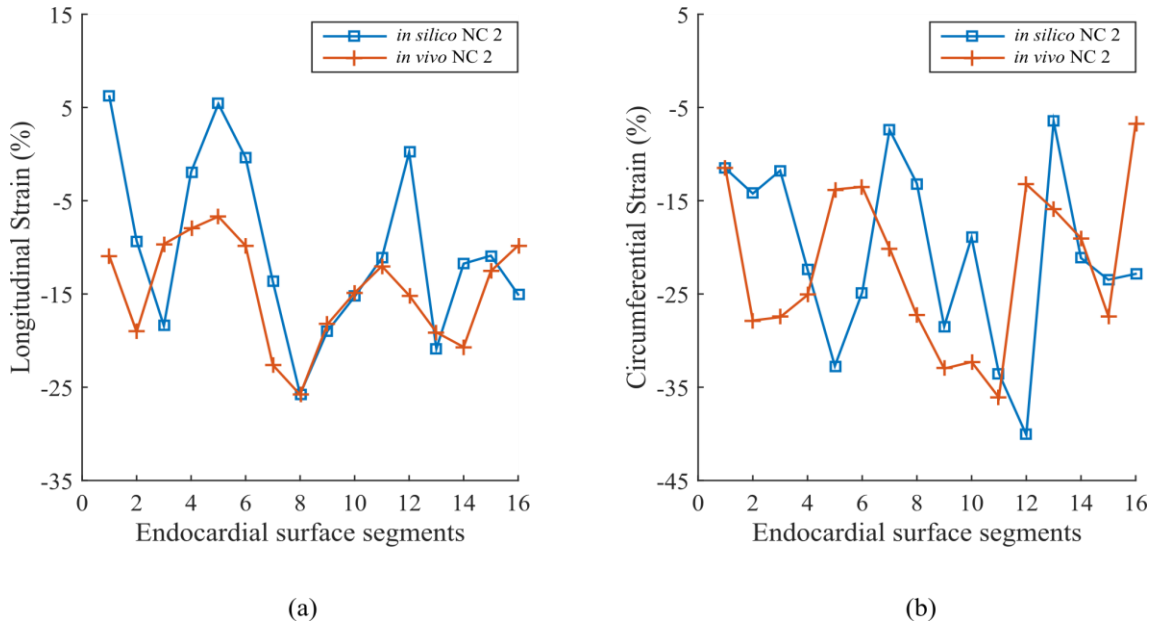 15
5
-5
-15
-25
-35
0 2 4 6 8 10 12 14 16
Longitudinal Strain (%)
Endocardial surface segments
in silico NC 2
in vivo NC 2
(a)
5
-5
-15
-25
-35
-45
0 2 4 6 8 10 12 14 16
Circumferential Strain (%)
Endocardial surface segments
in silico NC 2
in vivo NC 2
(b)